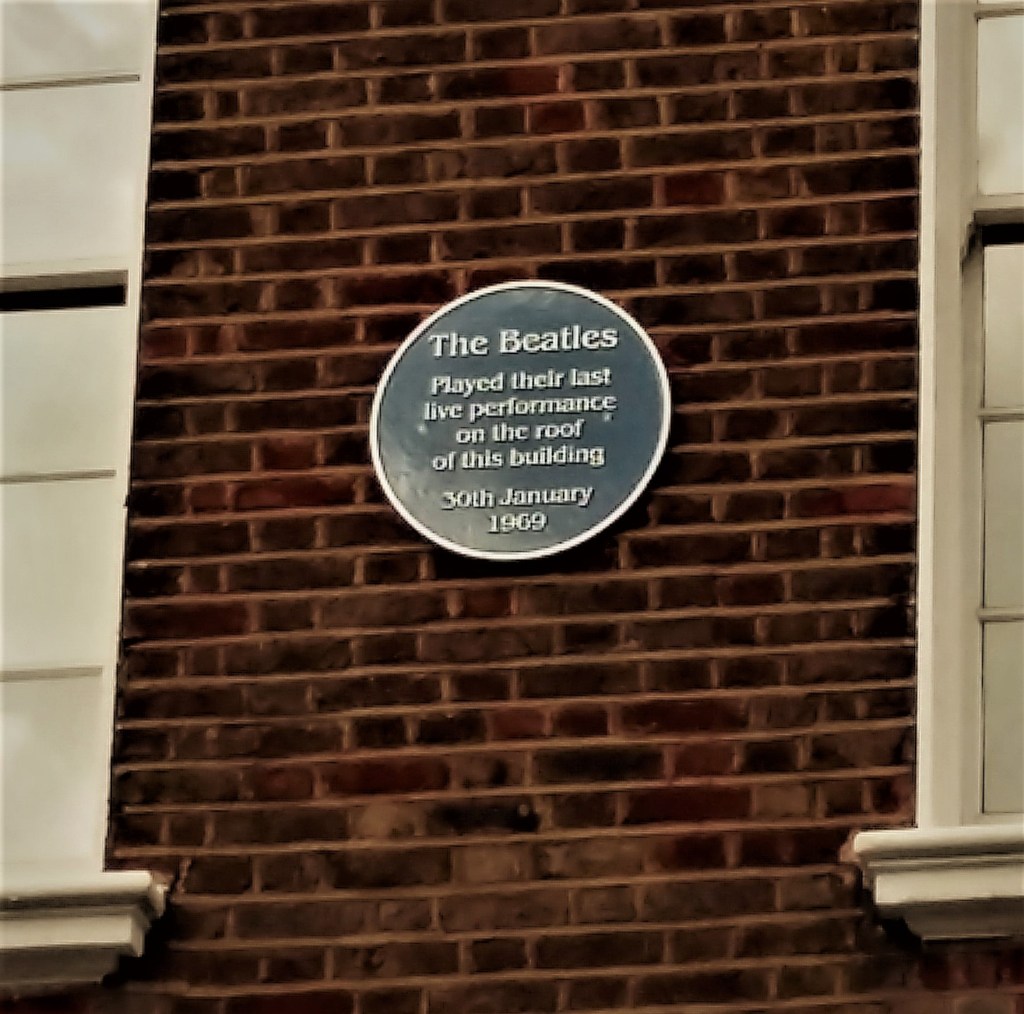 The Beatles
Played their last
live performance
on the roof
of this building
30th January
1969